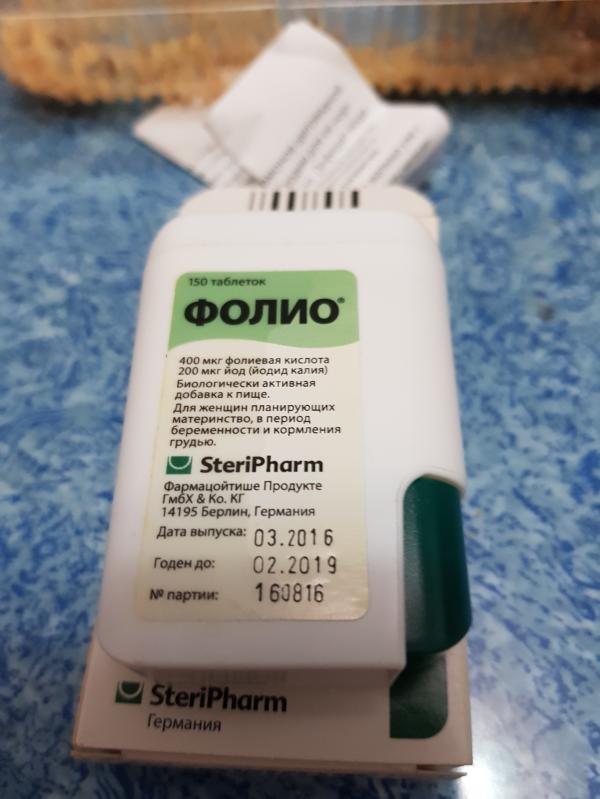 150 таблеток
ФОЛИО®
400 мкг фолиевая кислота
200 мкг йод (йодид калия)
Биологически активная
добавка к пище.
Для женщин планирующих
материнство, в период
беременности и кормления
грудью.
SteriPharm
Фармацойтише Продукте
ГмбХ & Ко. КГ
14195 Берлин, Германия
Дата выпуска: 03.2016
Годен до: 02.2019
№ партии: 160816
SteriPharm
Германия